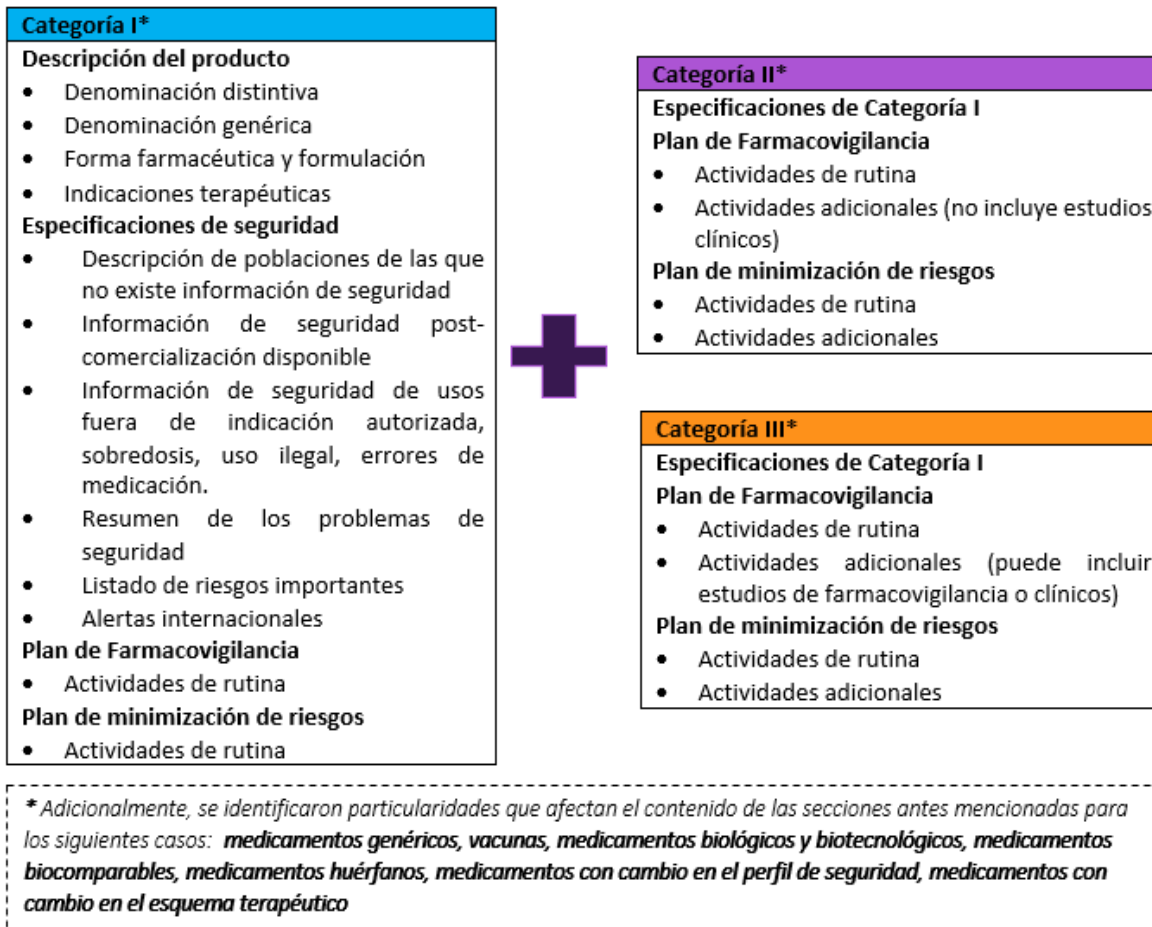 Categoría I*
Descripción del producto
• Denominación distintiva
• Denominación genérica
• Forma farmacéutica y formulación
• Indicaciones terapéuticas
Especificaciones de seguridad
• Descripción de poblaciones de las que
no existe información de seguridad
• Información de seguridad post-
comercialización disponible
• Información de seguridad de usos
fuera de indicación autorizada,
sobredosis, uso ilegal, errores de
medicación.
• Resumen de los problemas de
seguridad
• Listado de riesgos importantes
• Alertas internacionales
Plan de Farmacovigilancia
• Actividades de rutina
Plan de minimización de riesgos
• Actividades de rutina
Categoría II*
Especificaciones de Categoría I
Plan de Farmacovigilancia
• Actividades de rutina
• Actividades adicionales (no incluye estudios
clínicos)
Plan de minimización de riesgos
• Actividades de rutina
• Actividades adicionales
Categoría III*
Especificaciones de Categoría I
Plan de Farmacovigilancia
• Actividades de rutina
• Actividades adicionales (puede incluir
estudios de farmacovigilancia o clínicos)
Plan de minimización de riesgos
• Actividades de rutina
• Actividades adicionales
* Adicionalmente, se identificaron particularidades que afectan el contenido de las secciones antes mencionadas para
los siguientes casos: medicamentos genéricos, vacunas, medicamentos biológicos y biotecnológicos, medicamentos
biocomparables, medicamentos huérfanos, medicamentos con cambio en el perfil de seguridad, medicamentos con
cambio en el esquema terapéutico